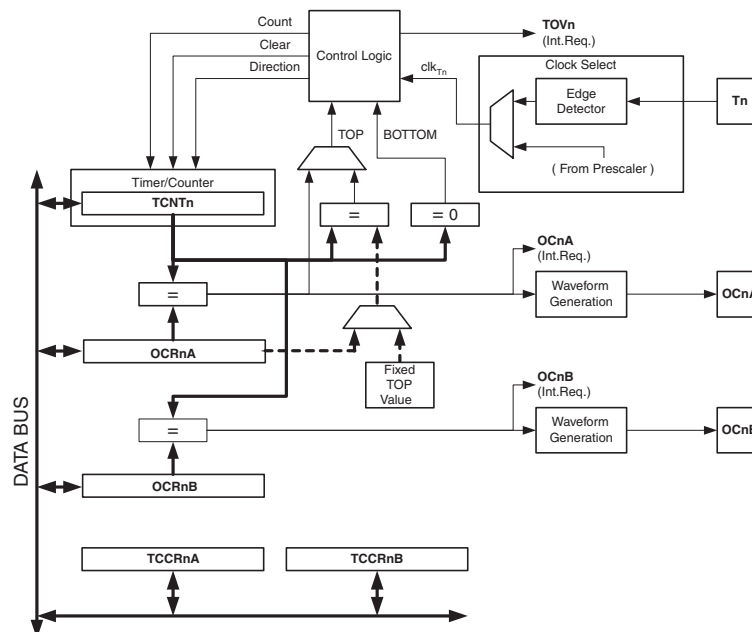 Count
Clear
Direction
Control Logic
TOVn
(Int.Req.)
clkTn
Clock Select
Edge
Detector
Tn
( From Prescaler )
TOP
BOTTOM
Timer/Counter
TCNTn
=
= 0
OCnA
(Int.Req.)
=
Waveform
Generation
OCnA
OCRnA
Fixed
TOP
Value
OCnB
(Int.Req.)
=
Waveform
Generation
OCnB
OCRnB
DATA BUS
TCCRnA
TCCRnB